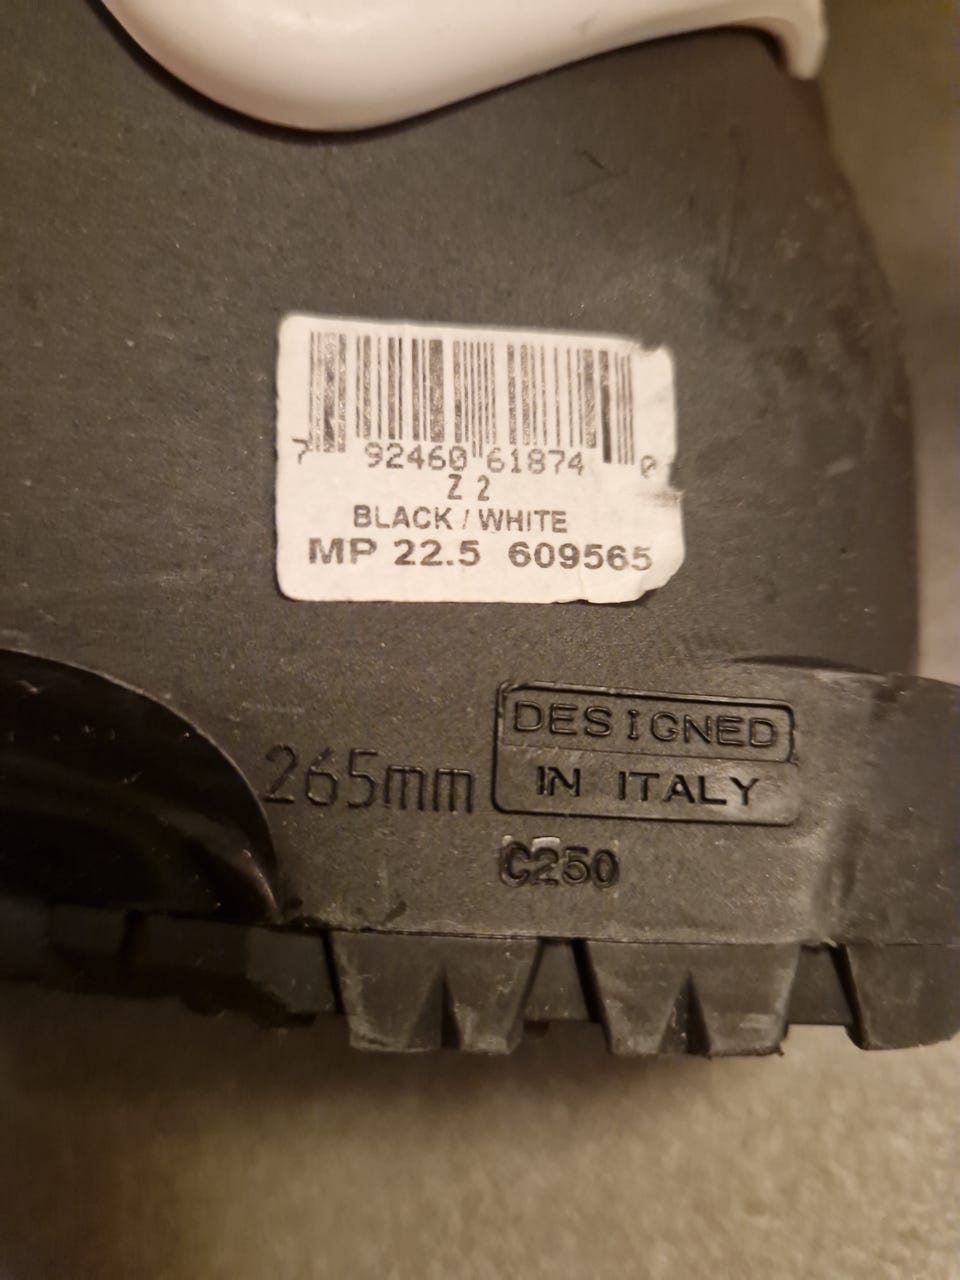 7 92460 61874 0
Z 2
BLACK / WHITE
MP 22.5 609565
DESIGNED
IN ITALY
265mm
C250